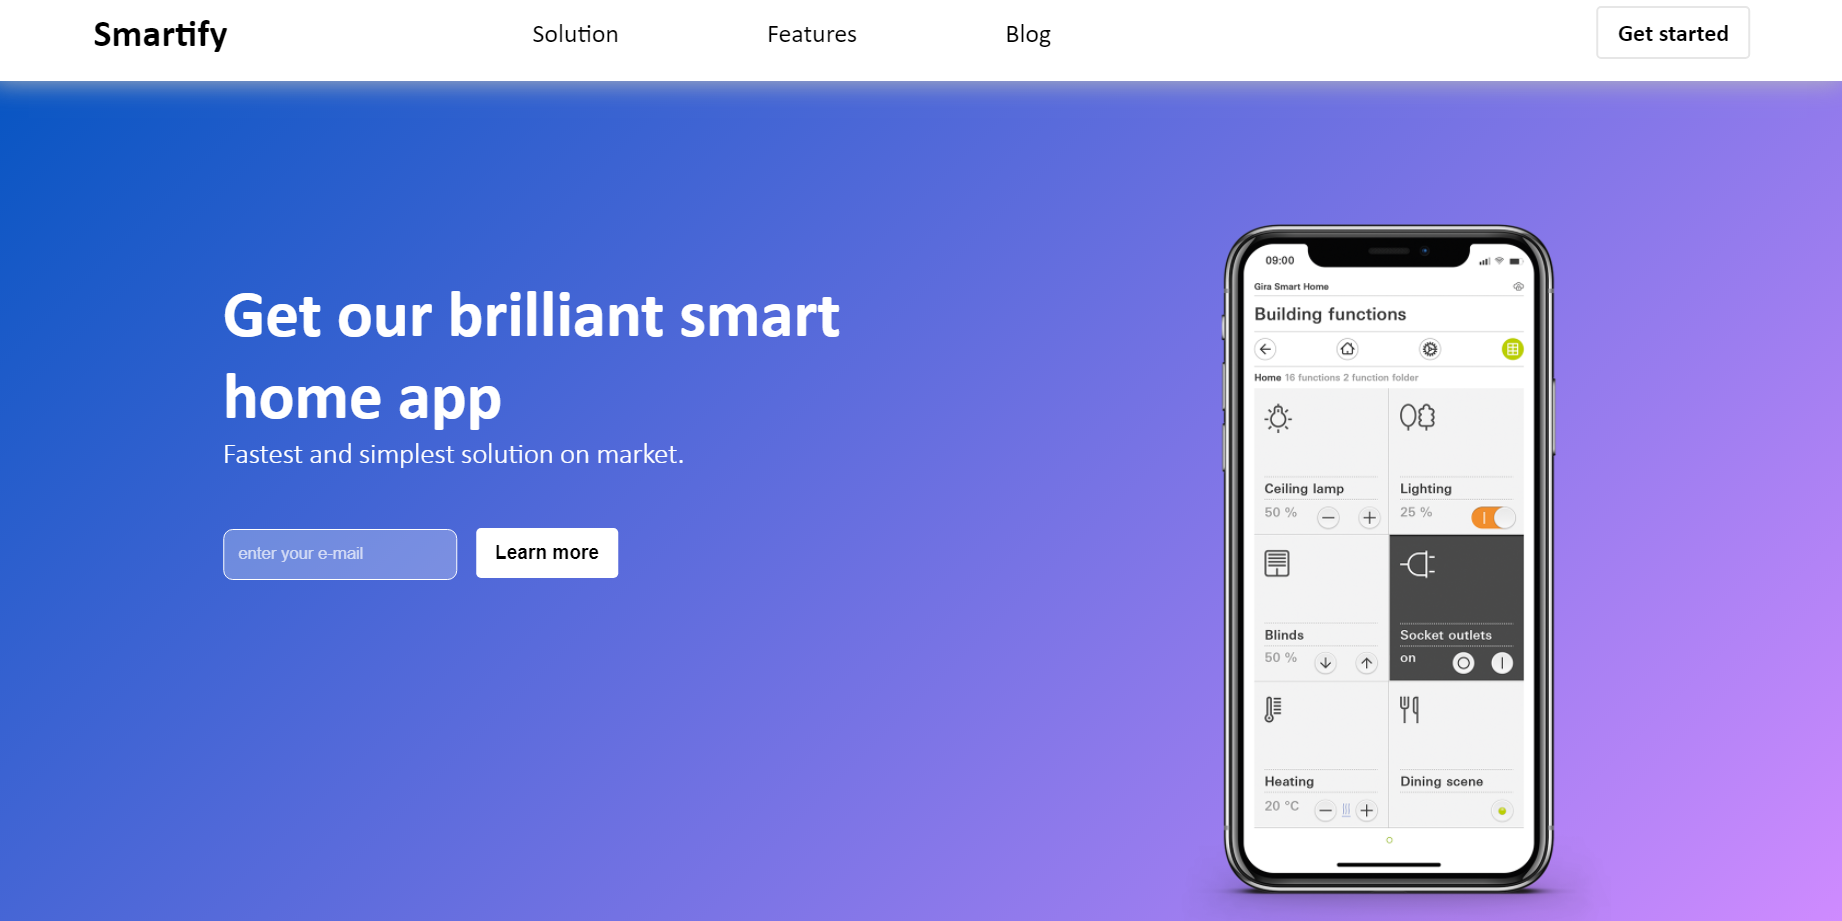 Smartify
Solution
Features
Blog
Get started
Get our brilliant smart
home app
Fastest and simplest solution on market.
enter your e-mail
Learn more
09:00
Gira Smart Home
Building functions
Home 16 functions 2 function folder
Ceiling lamp
50 %
Lighting
25 %
Blinds
50 %
Socket outlets
on
Heating
20 °C
Dining scene